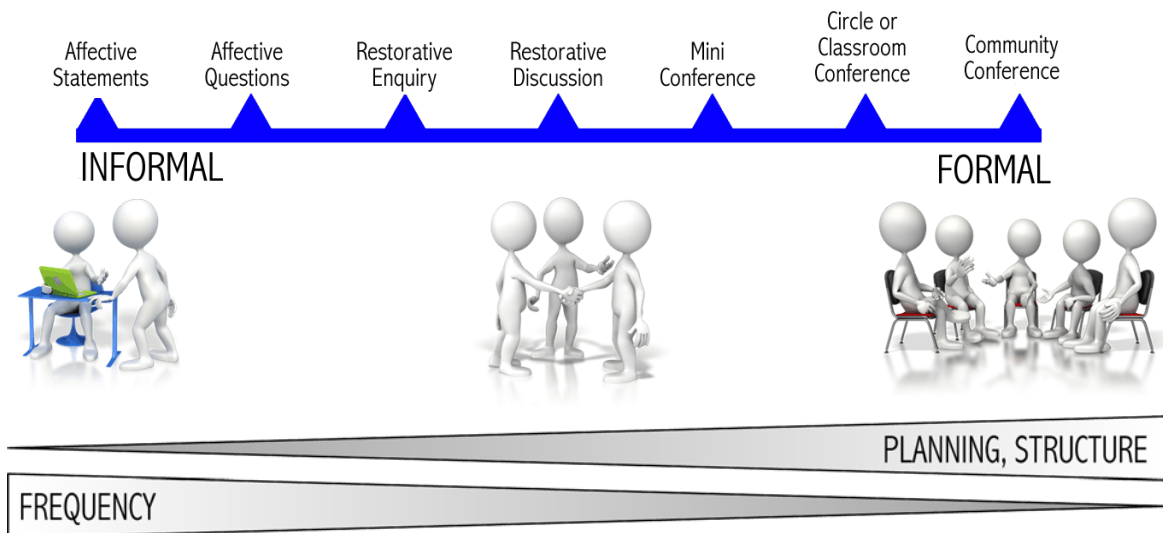 Affective
Statements
Affective
Questions
Restorative
Enquiry
Restorative
Discussion
Mini
Conference
Circle or
Classroom
Conference
Community
Conference
INFORMAL
FORMAL
PLANNING, STRUCTURE
FREQUENCY